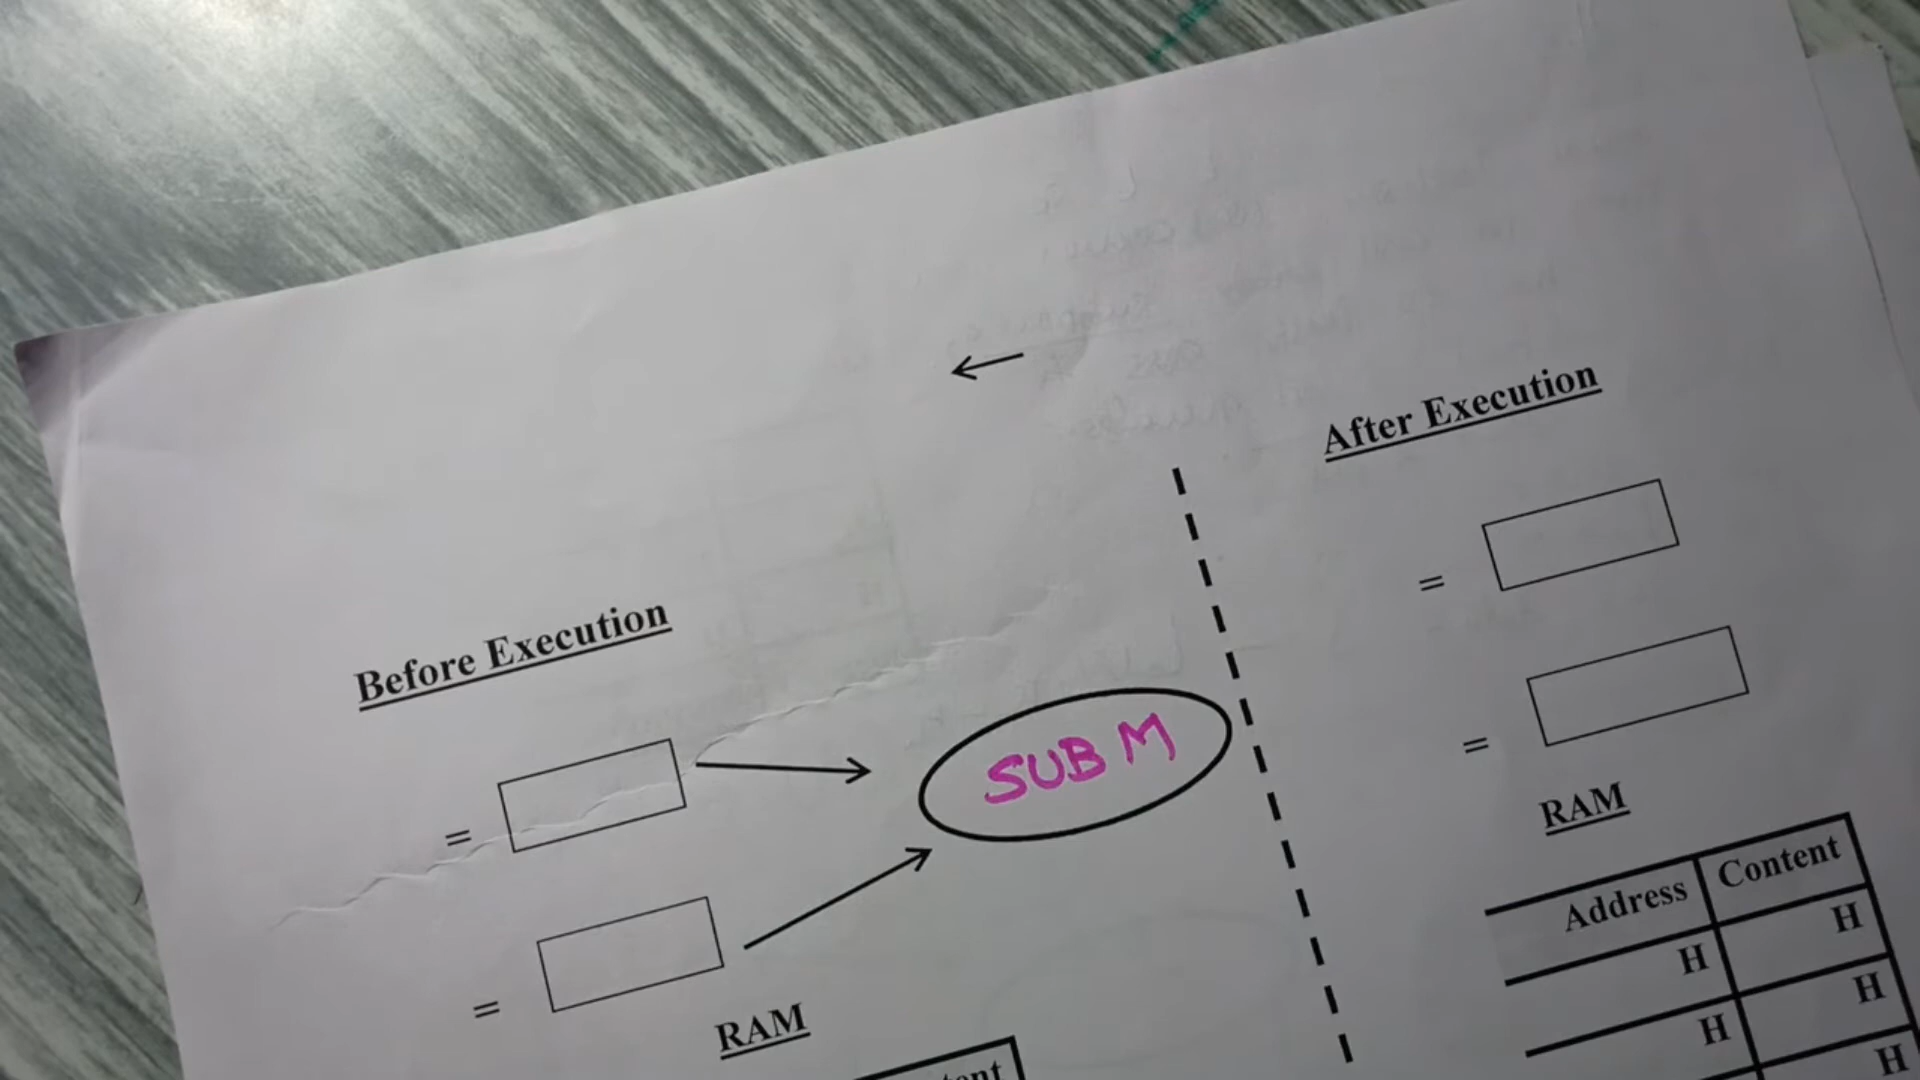 ←
After Execution
Before Execution
=
=
SUB M
=
=
RAM
Address Content
H H
H H
H
RAM